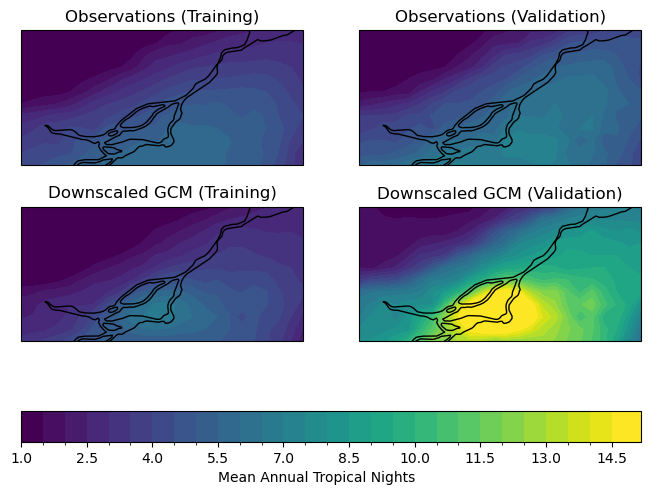 Observations (Training)
Observations (Validation)
Downscaled GCM (Training)
Downscaled GCM (Validation)
1.0 2.5 4.0 5.5 7.0 8.5 10.0 11.5 13.0 14.5
Mean Annual Tropical Nights